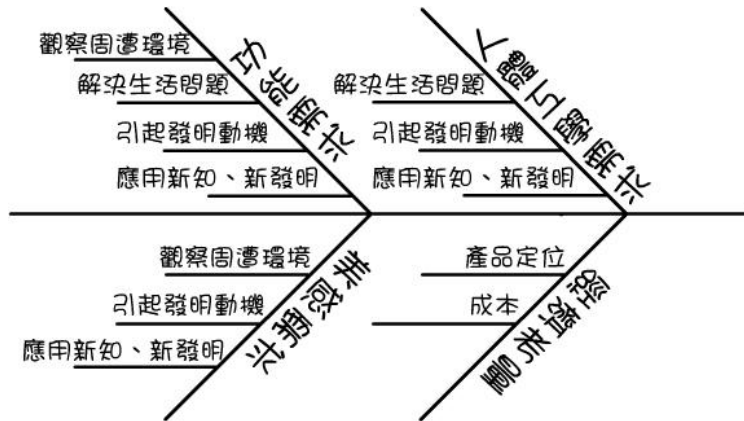 功能需求
觀察周遭環境
解決生活問題
引起發明動機
應用新知、新發明
人體工學需求
解決生活問題
引起發明動機
應用新知、新發明
美感需求
觀察周遭環境
引起發明動機
應用新知、新發明
經濟考量
產品定位
成本